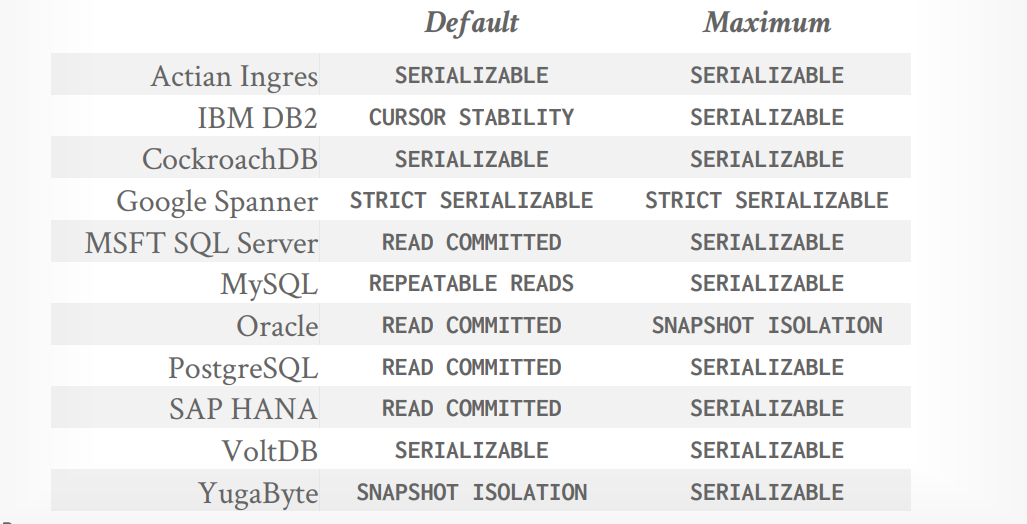 Default Maximum
Actian Ingres SERIALIZABLE SERIALIZABLE
IBM DB2 CURSOR STABILITY SERIALIZABLE
CockroachDB SERIALIZABLE SERIALIZABLE
Google Spanner STRICT SERIALIZABLE STRICT SERIALIZABLE
MSFT SQL Server READ COMMITTED SERIALIZABLE
MySQL REPEATABLE READS SERIALIZABLE
Oracle READ COMMITTED SNAPSHOT ISOLATION
PostgreSQL READ COMMITTED SERIALIZABLE
SAP HANA READ COMMITTED SERIALIZABLE
VoltDB SERIALIZABLE SERIALIZABLE
YugaByte SNAPSHOT ISOLATION SERIALIZABLE